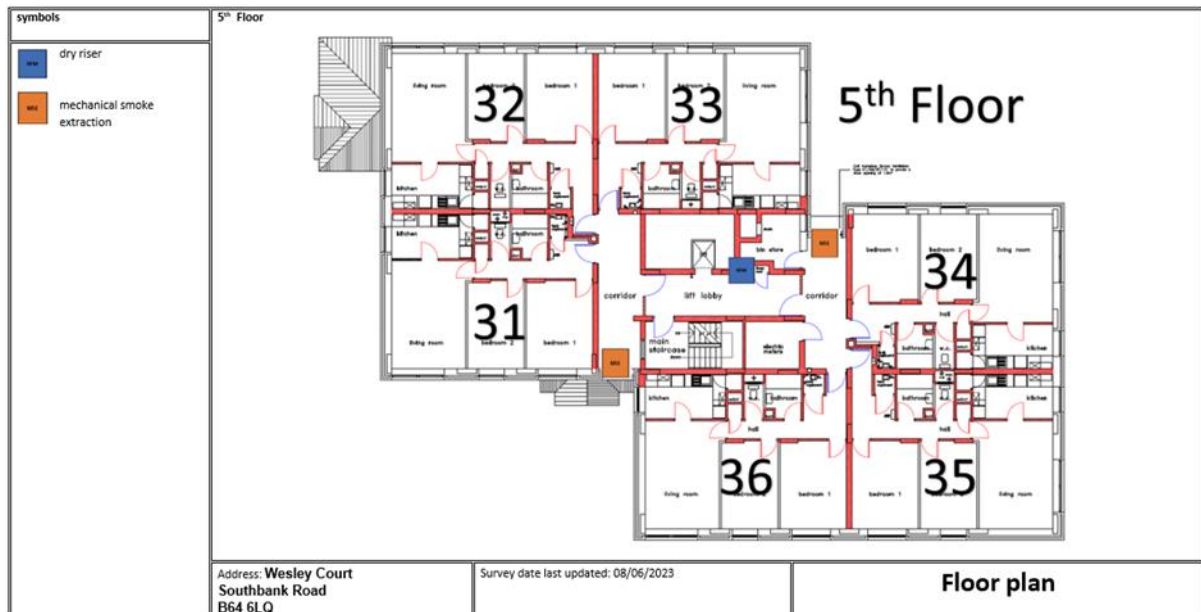 symbols
dry riser
MSE
mechanical smoke
extraction
5th Floor
5th Floor
living room
bedroom 1
bedroom 1
living room
32
33
kitchen
bathroom
bathroom
kitchen
bathroom
bin store
living room
31
bedroom 2
bedroom 1
corridor
lift lobby
corridor
main
staircase
electric
meters
MSE
MSE
bedroom 1
bedroom 2
living room
34
hall
bathroom
w.c.
kitchen
bathroom
kitchen
hall
35
bedroom 1
living room
kitchen
bathroom
hall
36
living room
bedroom 1
Address: Wesley Court
Southbank Road
B64 6LQ
Survey date last updated: 08/06/2023
Floor plan